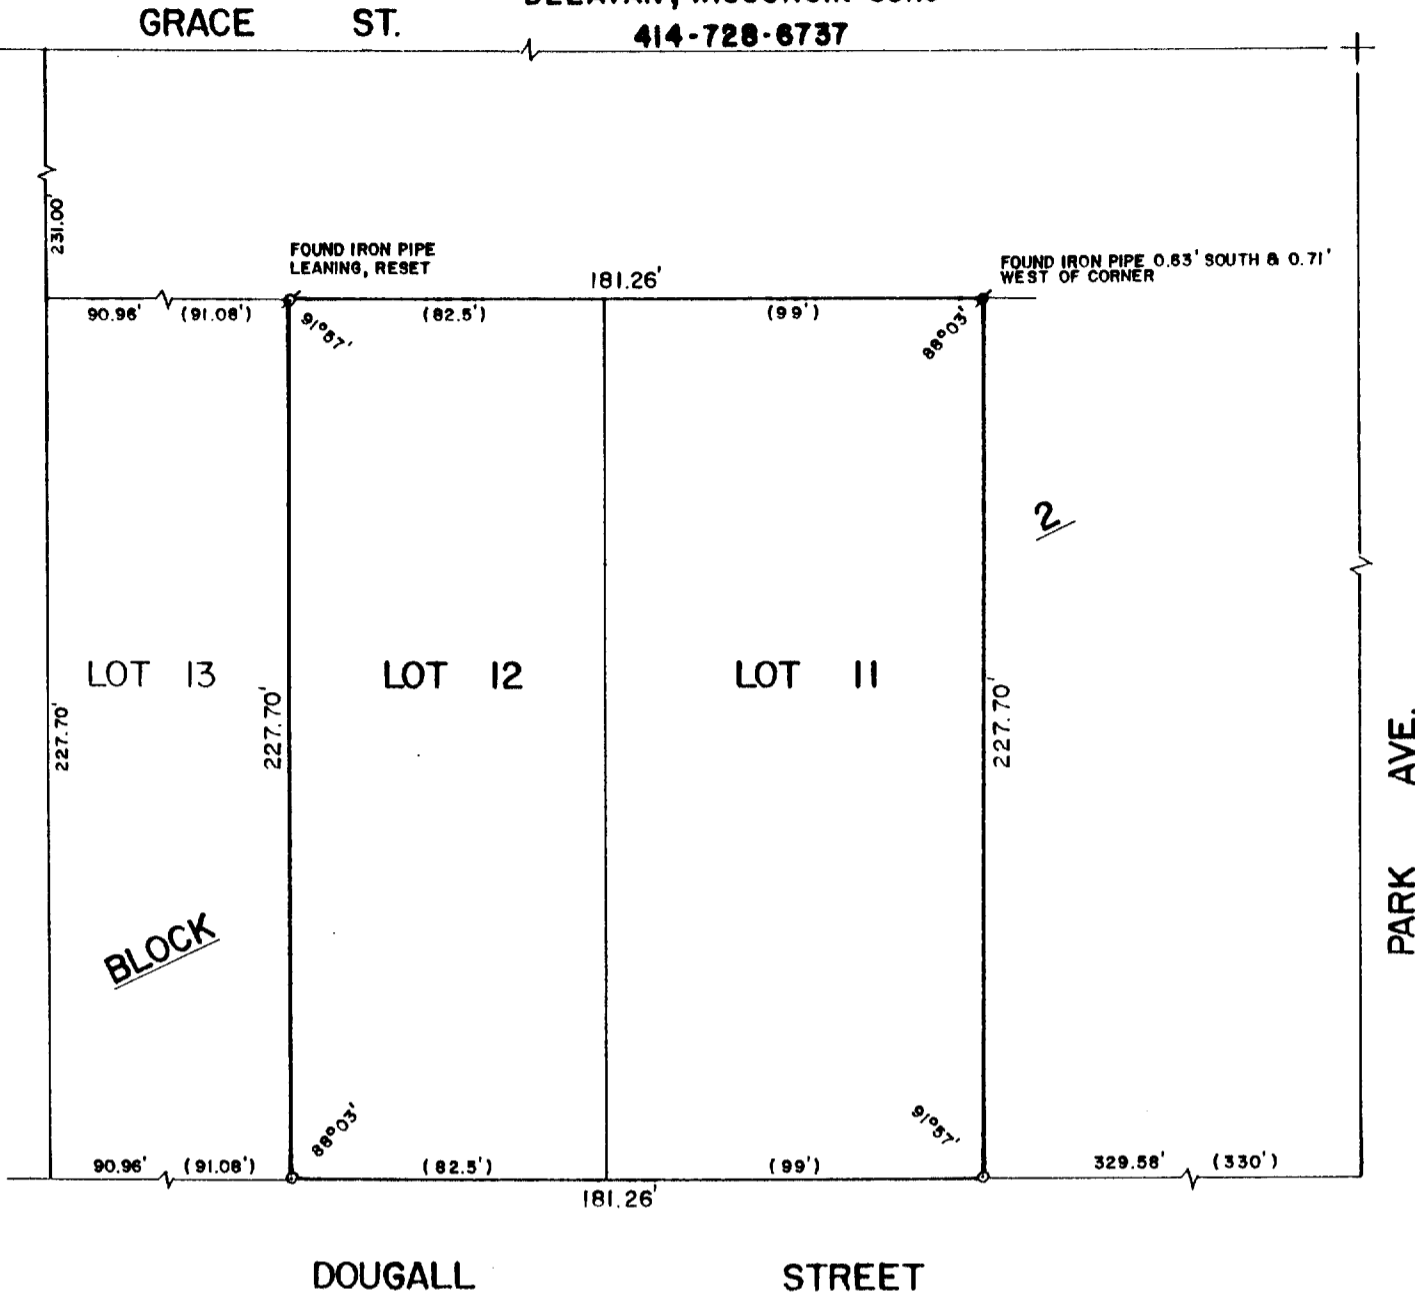 GRACE ST.
414-728-6737
231.00'
FOUND IRON PIPE
LEANING, RESET
181.26'
FOUND IRON PIPE 0.63' SOUTH & 0.71'
WEST OF CORNER
90.96' (91.08')
(82.5')
(99')
91°57'
88°03'
2
LOT 13
LOT 12
LOT 11
227.70'
227.70'
227.70'
PARK AVE.
BLOCK
88°03'
91°57'
90.96' (91.08')
(82.5')
(99')
329.58' (330')
181.26'
DOUGALL STREET